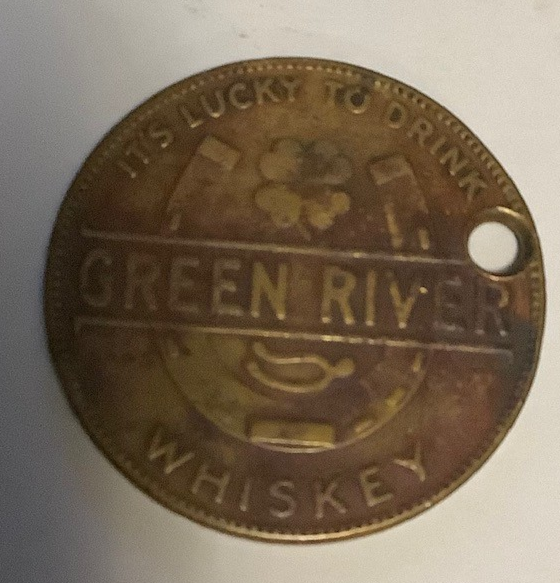 IT'S LUCKY TO DRINK
GREEN RIVER
WHISKEY